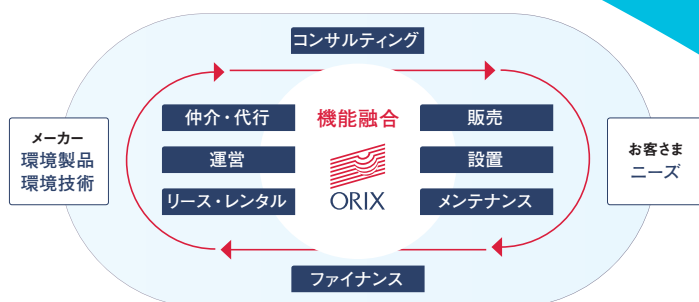 コンサルティング
仲介・代行
機能融合
販売
メーカー
環境製品
環境技術
運営
設置
お客さま
ニーズ
リース・レンタル
ORIX
メンテナンス
ファイナンス